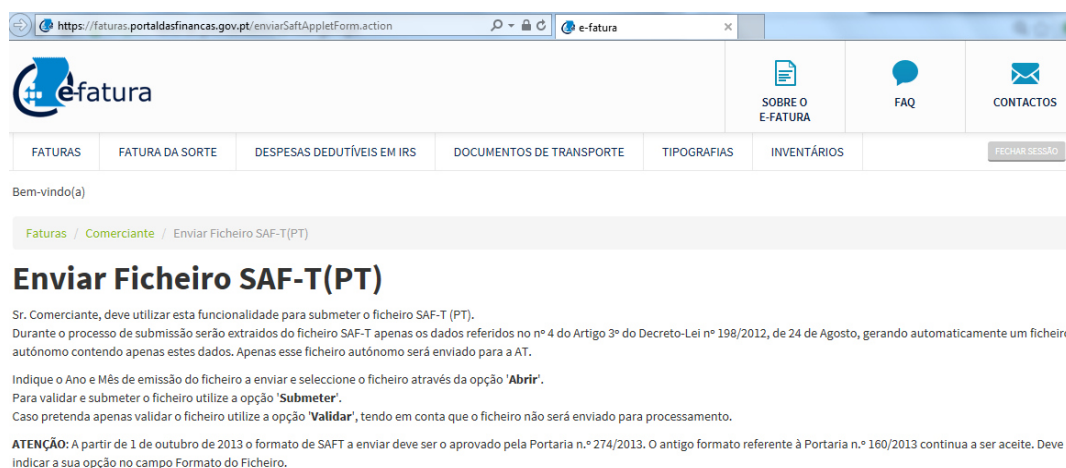 https://faturas.portaldasfinancas.gov.pt/enviarSaftAppletForm.action
e-fatura
e-fatura
SOBRE O
E-FATURA
FAQ
CONTACTOS
FATURAS
FATURA DA SORTE
DESPESAS DEDUTÍVEIS EM IRS
DOCUMENTOS DE TRANSPORTE
TIPOGRAFIAS
INVENTÁRIOS
FECHAR SESSÃO
Bem-vindo(a)
Faturas / Comerciante / Enviar Ficheiro SAF-T(PT)
Enviar Ficheiro SAF-T(PT)
Sr. Comerciante, deve utilizar esta funcionalidade para submeter o ficheiro SAF-T (PT).
Durante o processo de submissão serão extraidos do ficheiro SAF-T apenas os dados referidos no nº 4 do Artigo 3º do Decreto-Lei nº 198/2012, de 24 de Agosto, gerando automaticamente um ficheiro
autónomo contendo apenas estes dados. Apenas esse ficheiro autónomo será enviado para a AT.
Indique o Ano e Mês de emissão do ficheiro a enviar e seleccione o ficheiro através da opção 'Abrir'.
Para validar e submeter o ficheiro utilize a opção 'Submeter'.
Caso pretenda apenas validar o ficheiro utilize a opção 'Validar', tendo em conta que o ficheiro não será enviado para processamento.
ATENÇÃO: A partir de 1 de outubro de 2013 o formato de SAFT a enviar deve ser o aprovado pela Portaria n.º 274/2013. O antigo formato referente à Portaria n.º 160/2013 continua a ser aceite. Deve
indicar a sua opção no campo Formato do Ficheiro.